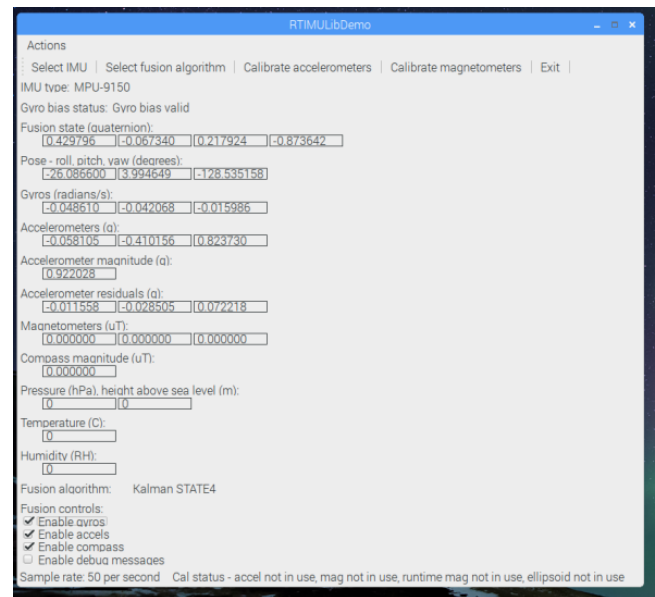 RTIMULibDemo
Actions
Select IMU Select fusion algorithm Calibrate accelerometers Calibrate magnetometers Exit
IMU type: MPU-9150
Gyro bias status: Gyro bias valid
Fusion state (quaternion):
0.429796 -0.067340 0.217924 -0.873642
Pose - roll, pitch, yaw (degrees):
-26.086600 3.994649 -128.535158
Gyros (radians/s):
-0.048610 -0.042068 -0.015986
Accelerometers (g):
-0.058105 -0.410156 0.823730
Accelerometer magnitude (g):
0.922028
Accelerometer residuals (g):
-0.011558 -0.028505 0.072218
Magnetometers (uT):
0.000000 0.000000 0.000000
Compass magnitude (uT):
0.000000
Pressure (hPa), height above sea level (m):
0 0
Temperature (C):
0
Humidity (RH):
0
Fusion algorithm: Kalman STATE4
Fusion controls:
Enable gyros
Enable accels
Enable compass
Enable debug messages
Sample rate: 50 per second Cal status - accel not in use, mag not in use, runtime mag not in use, ellipsoid not in use